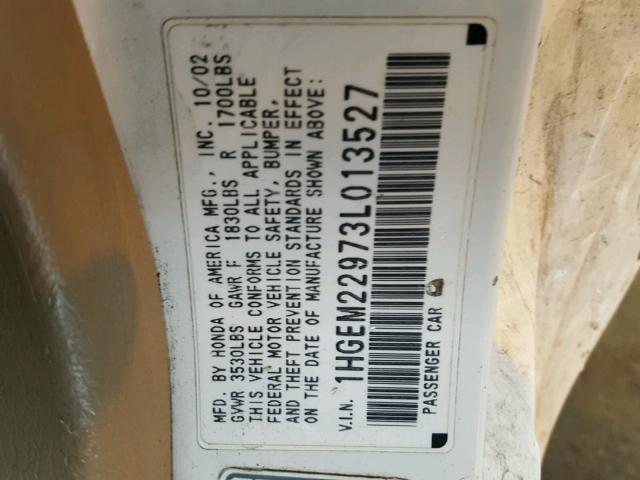 MFD. BY HONDA OF AMERICA MFG., INC. 10/02
GVWR 3530LBS GAWR F 1830LBS R 1700LBS
THIS VEHICLE CONFORMS TO ALL APPLICABLE
FEDERAL MOTOR VEHICLE SAFETY, BUMPER,
AND THEFT PREVENTION STANDARDS IN EFFECT
ON THE DATE OF MANUFACTURE SHOWN ABOVE:
V.I.N. 1HGEM22973L013527
PASSENGER CAR